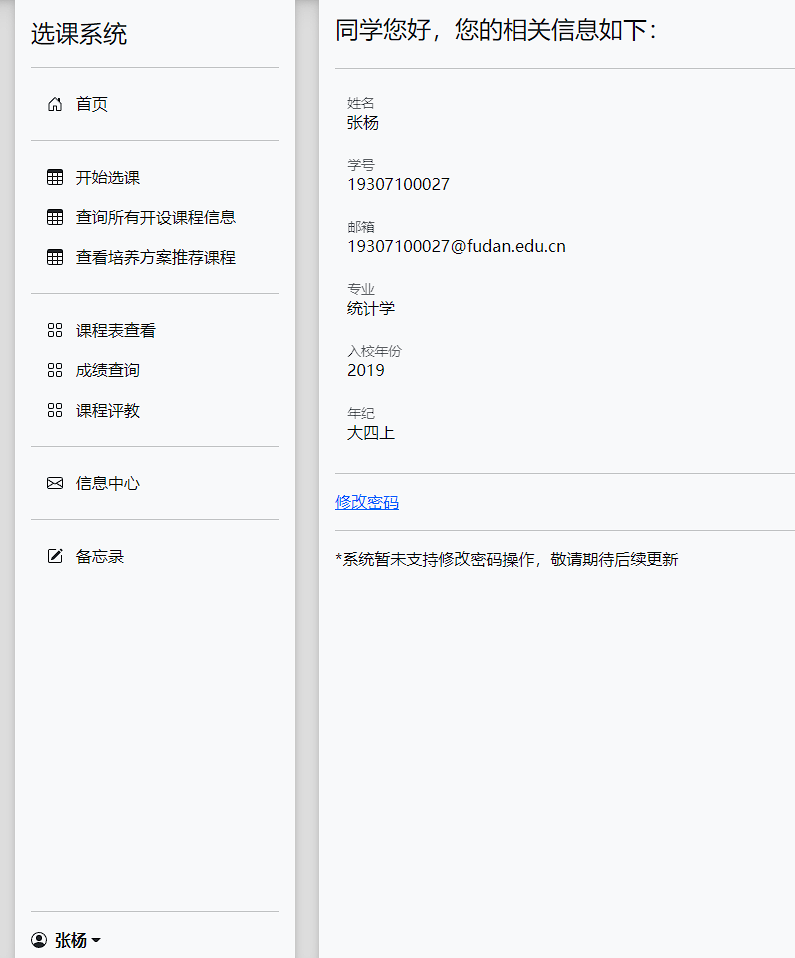 选课系统
首页
开始选课
查询所有开设课程信息
查看培养方案推荐课程
课程表查看
成绩查询
课程评教
信息中心
备忘录
张杨
同学您好，您的相关信息如下：
姓名
张杨
学号
19307100027
邮箱
19307100027@fudan.edu.cn
专业
统计学
入校年份
2019
年纪
大四上
修改密码
*系统暂未支持修改密码操作，敬请期待后续更新